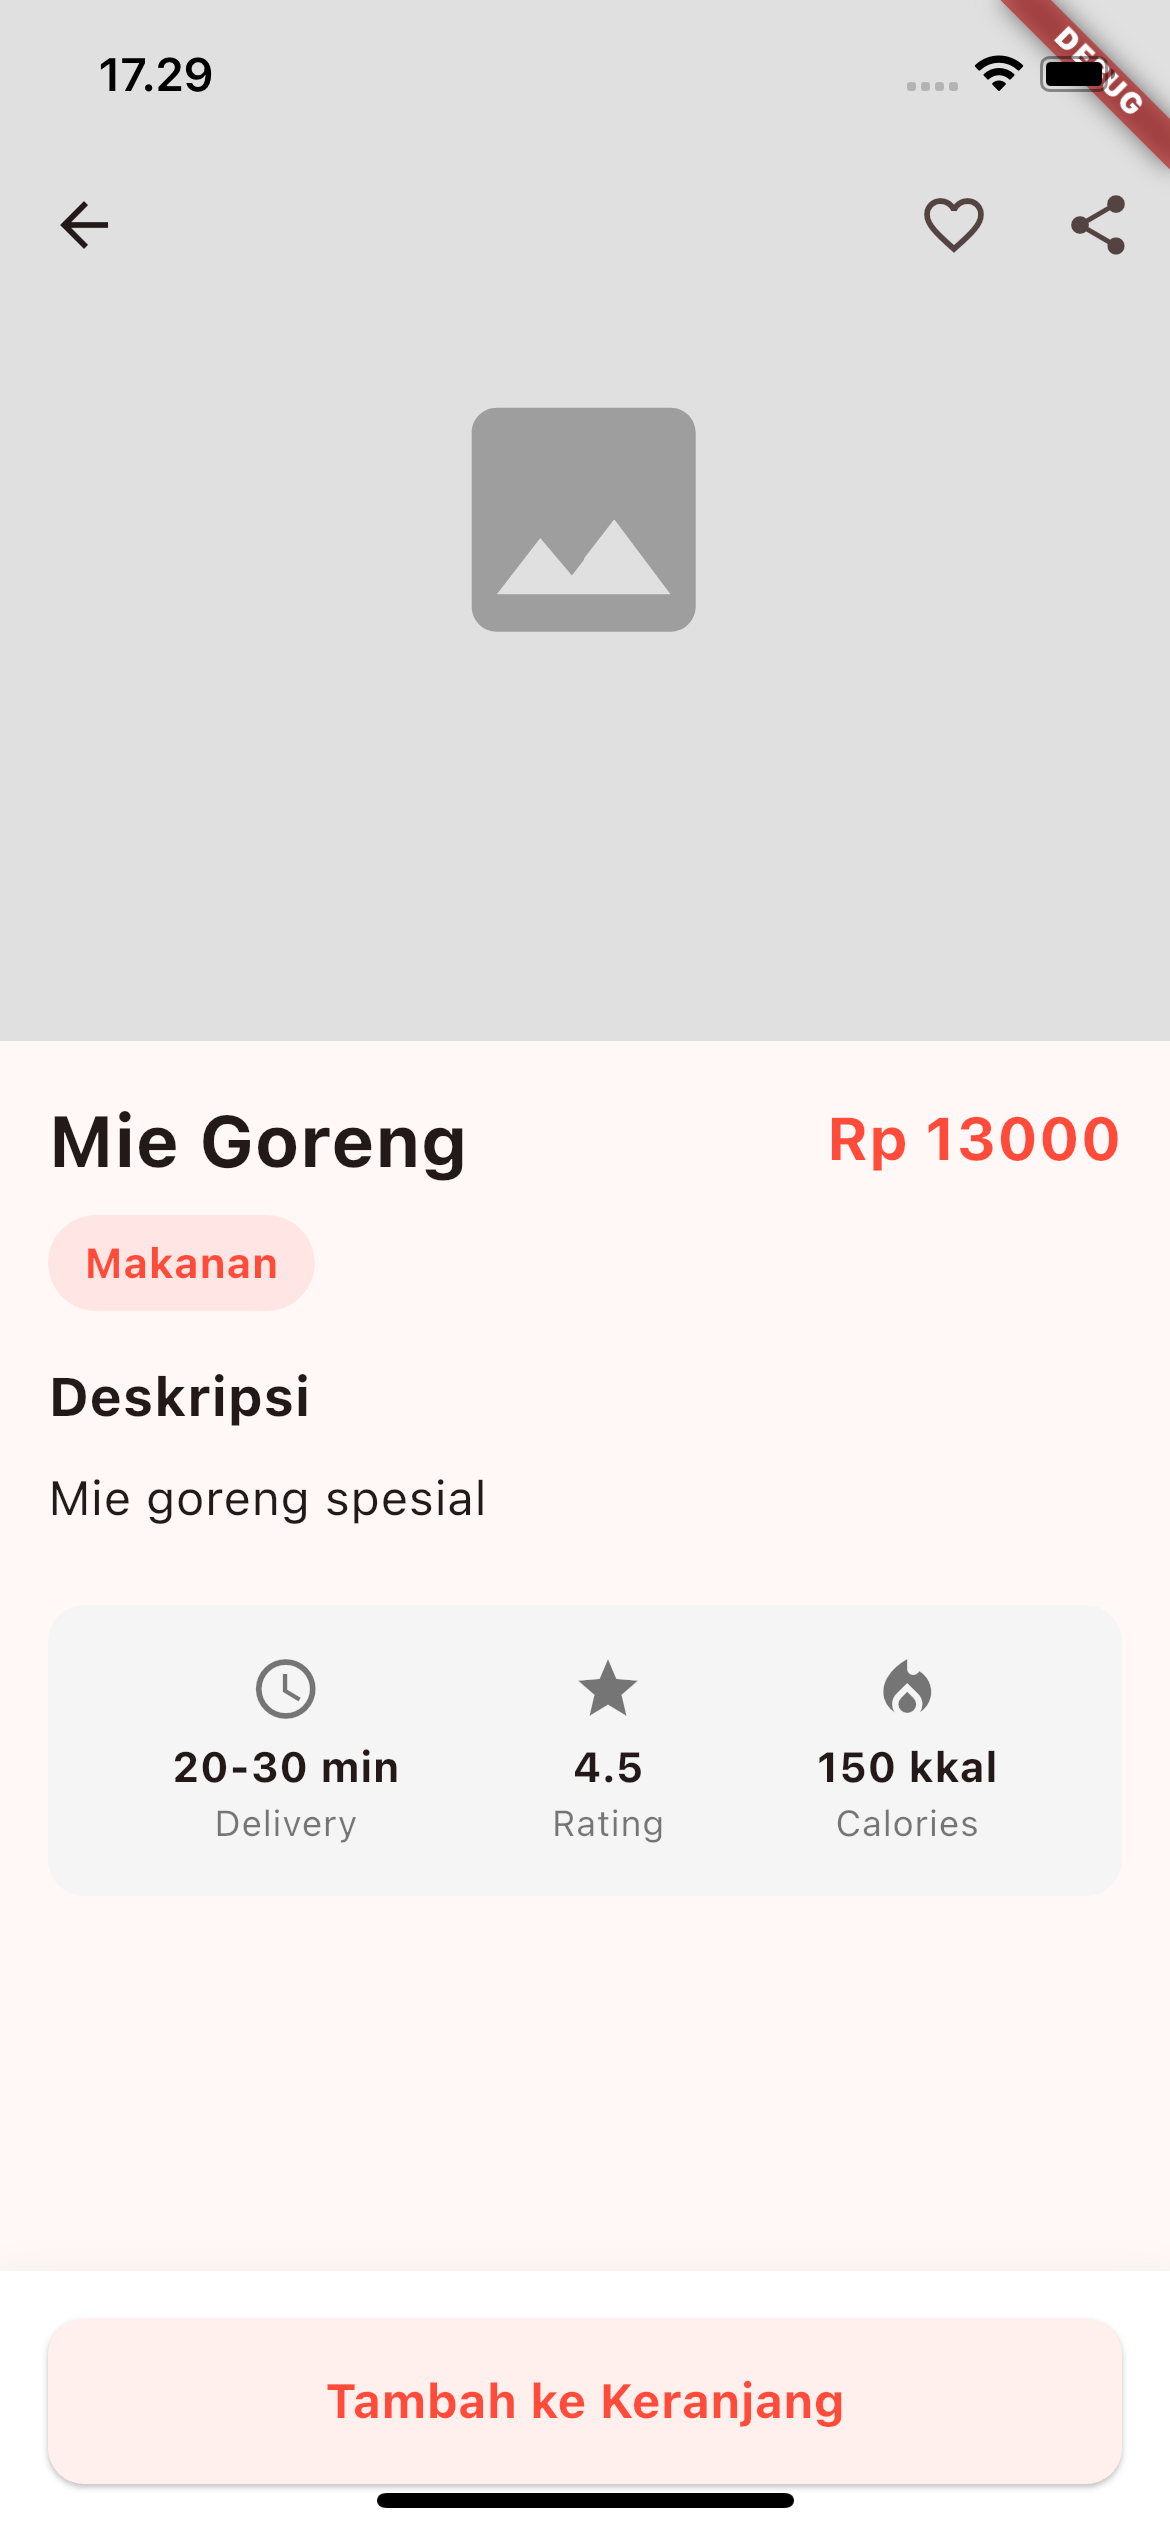 17.29
DEBUG
Mie Goreng
Rp 13000
Makanan
Deskripsi
Mie goreng spesial
20-30 min
4.5
150 kkal
Delivery
Rating
Calories
Tambah ke Keranjang